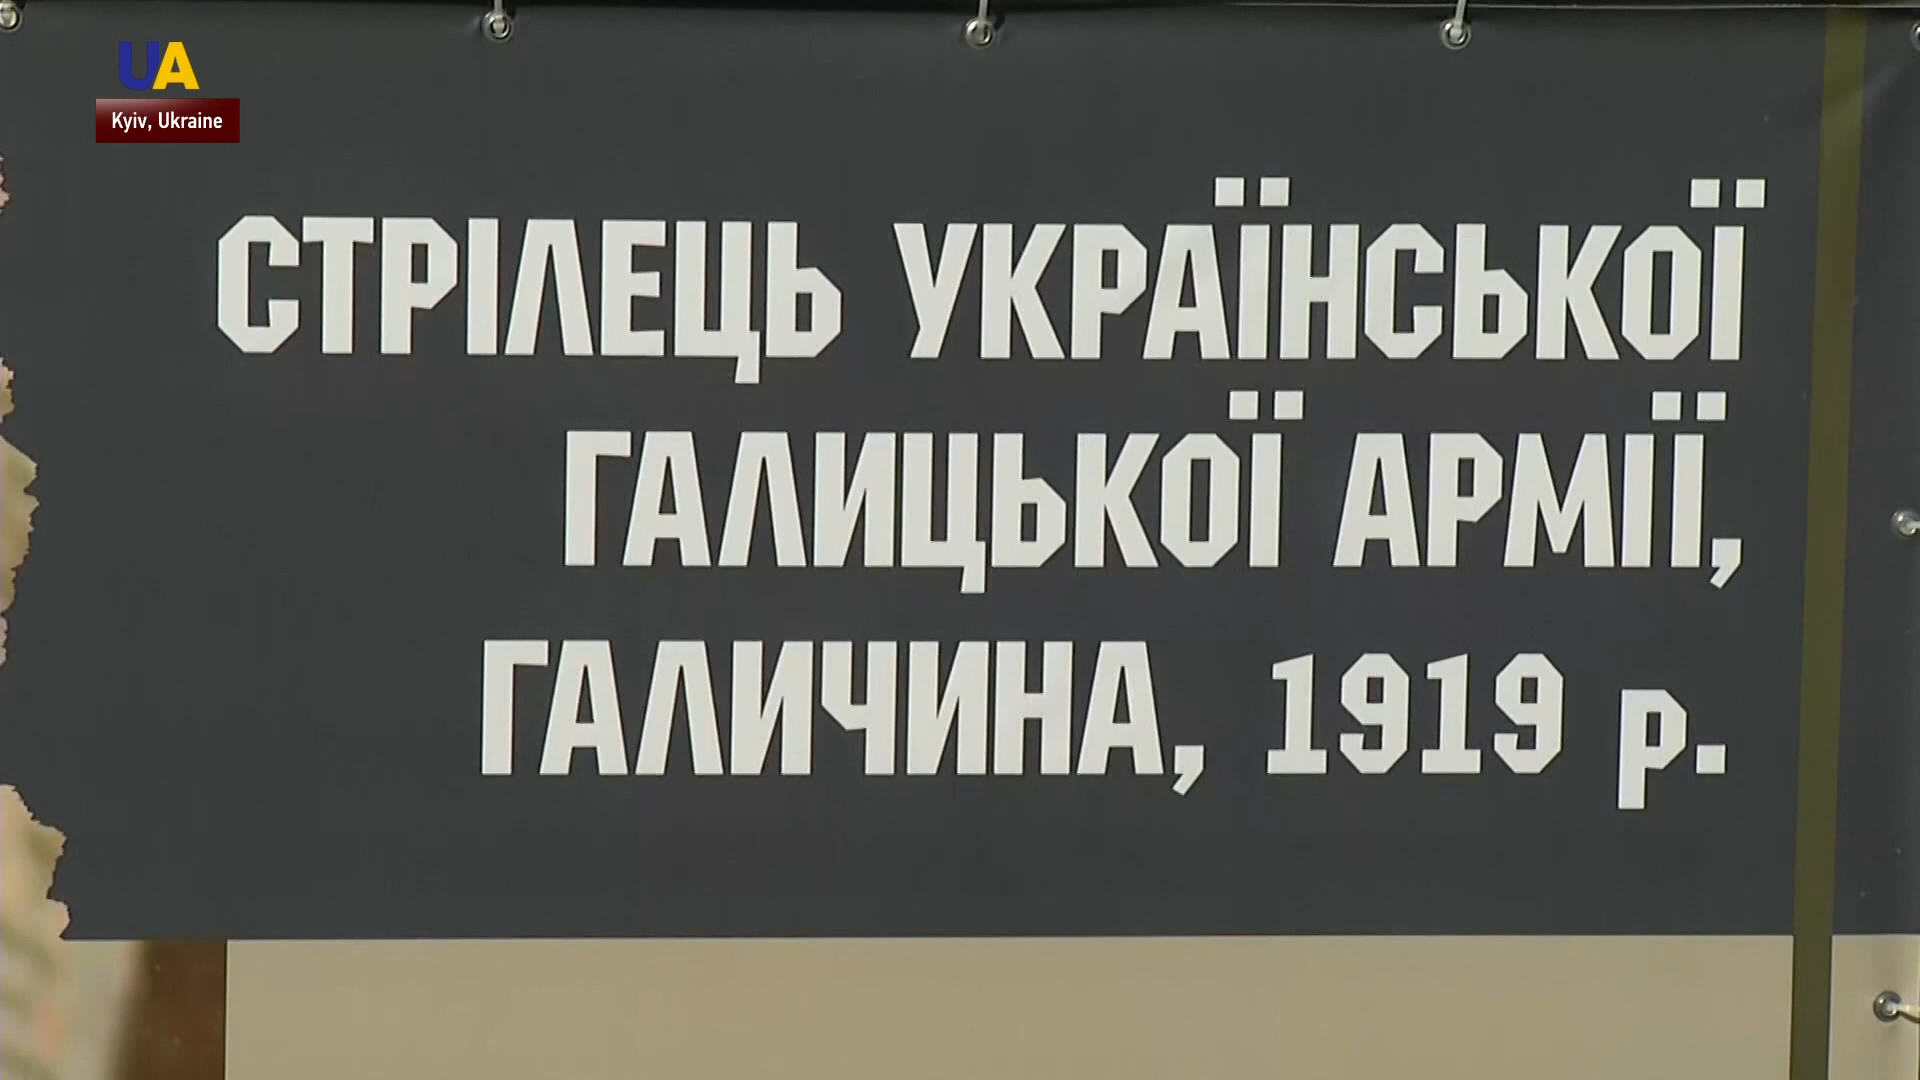 UA
Kyiv, Ukraine
СТРІЛЕЦЬ УКРАЇНСЬКОЇ
ГАЛИЦЬКОЇ АРМІЇ,
ГАЛИЧИНА, 1919 р.